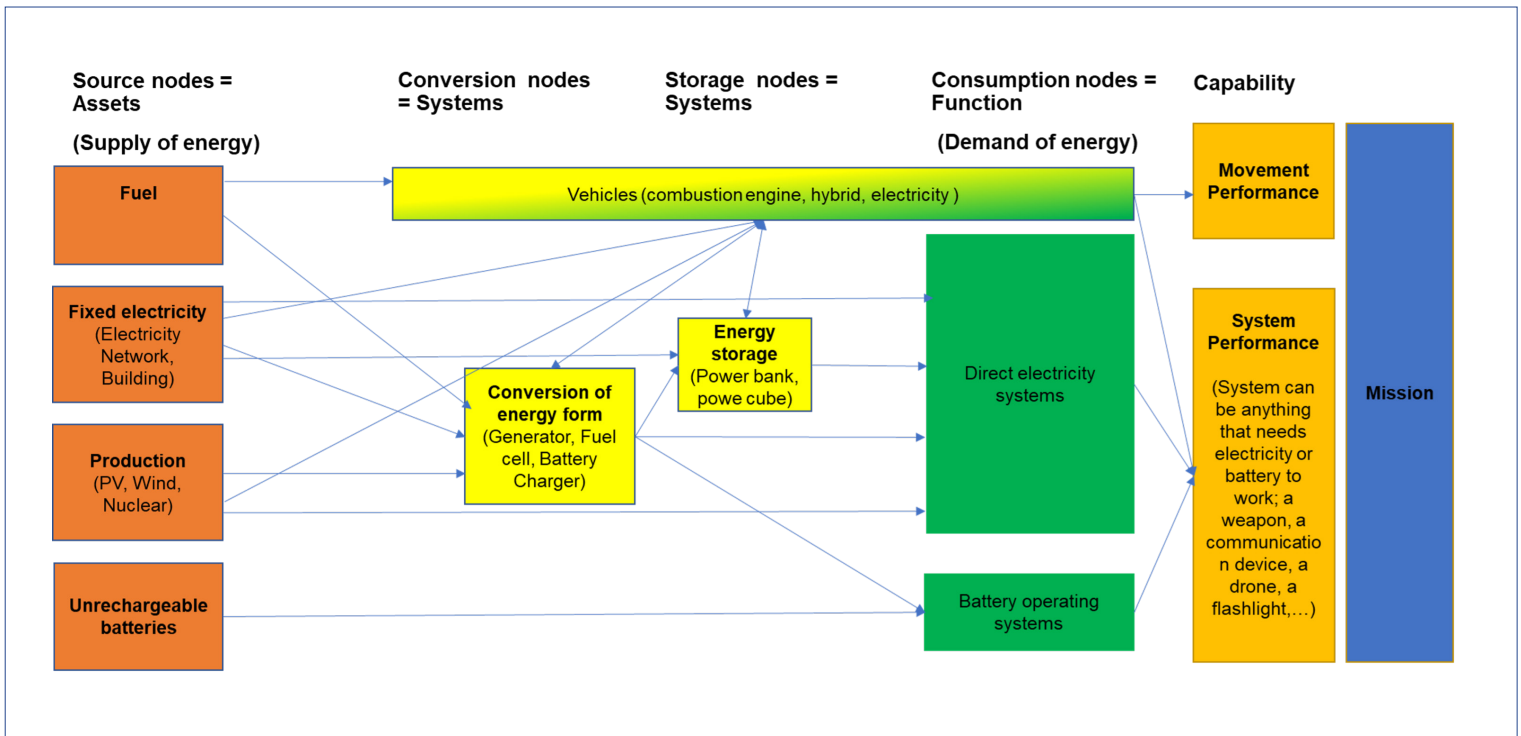 Source nodes =
Assets
(Supply of energy)
Conversion nodes
= Systems
Storage nodes =
Systems
Consumption nodes =
Function
(Demand of energy)
Capability
Fuel
Fixed electricity
(Electricity
Network,
Building)
Production
(PV, Wind,
Nuclear)
Unrechargeable
batteries
Vehicles (combustion engine, hybrid, electricity )
Conversion of
energy form
(Generator, Fuel
cell, Battery
Charger)
Energy
storage
(Power bank,
powe cube)
Direct electricity
systems
Battery operating
systems
Movement
Performance
System
Performance
(System can
be anything
that needs
electricity or
battery to
work; a
weapon, a
communicatio
n device, a
drone, a
flashlight,...)
Mission